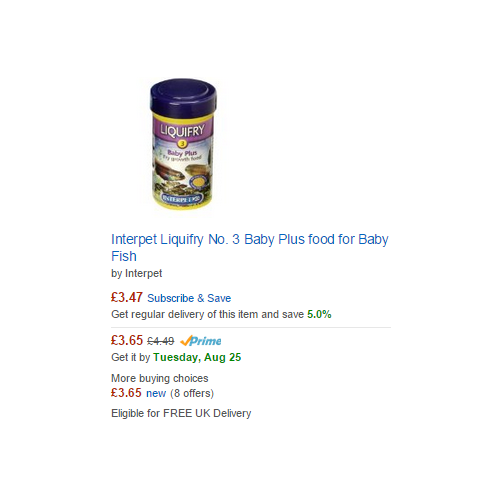 LIQUIFRY
3
Baby Plus
Fry growth food
INTERPET
Interpet Liquifry No. 3 Baby Plus food for Baby
Fish
by Interpet
£3.47 Subscribe & Save
Get regular delivery of this item and save 5.0%
£3.65 £4.49 Prime
Get it by Tuesday, Aug 25
More buying choices
£3.65 new (8 offers)
Eligible for FREE UK Delivery